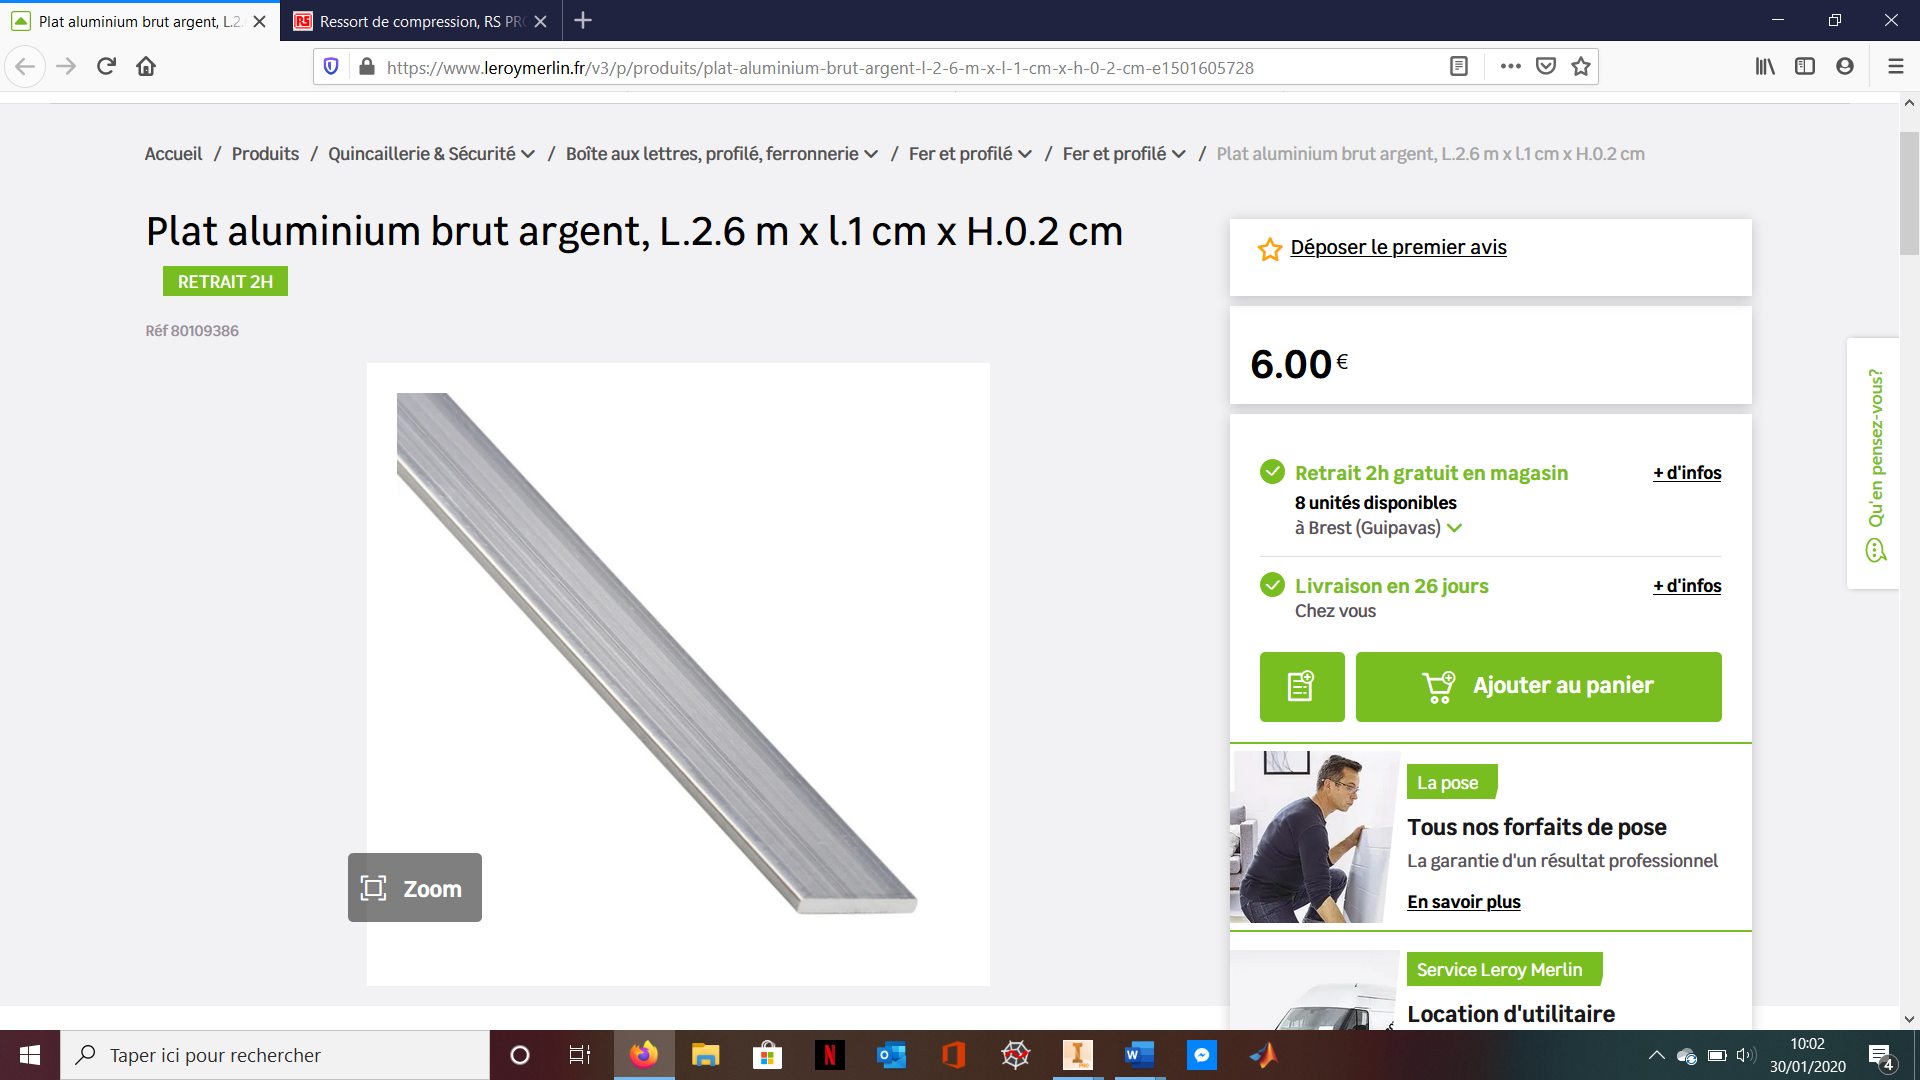 Plat aluminium brut argent, L.2.
Ressort de compression, RS PR
https://www.leroymerlin.fr/v3/p/produits/plat-aluminium-brut-argent-l-2-6-m-x-l-1-cm-x-h-0-2-cm-e1501605728
Accueil / Produits / Quincaillerie & Sécurité / Boîte aux lettres, profilé, ferronnerie / Fer et profilé / Fer et profilé / Plat aluminium brut argent, L.2.6 m x l.1 cm x H.0.2 cm
Plat aluminium brut argent, L.2.6 m x l.1 cm x H.0.2 cm
RETRAIT 2H
Réf 80109386
Zoom
Déposer le premier avis
6.00 €
Retrait 2h gratuit en magasin + d'infos
8 unités disponibles
à Brest (Guipavas)
Livraison en 26 jours + d'infos
Chez vous
Ajouter au panier
La pose
Tous nos forfaits de pose
La garantie d'un résultat professionnel
En savoir plus
Service Leroy Merlin
Location d'utilitaire
Qu'en pensez-vous?
Taper ici pour rechercher
10:02
30/01/2020
4